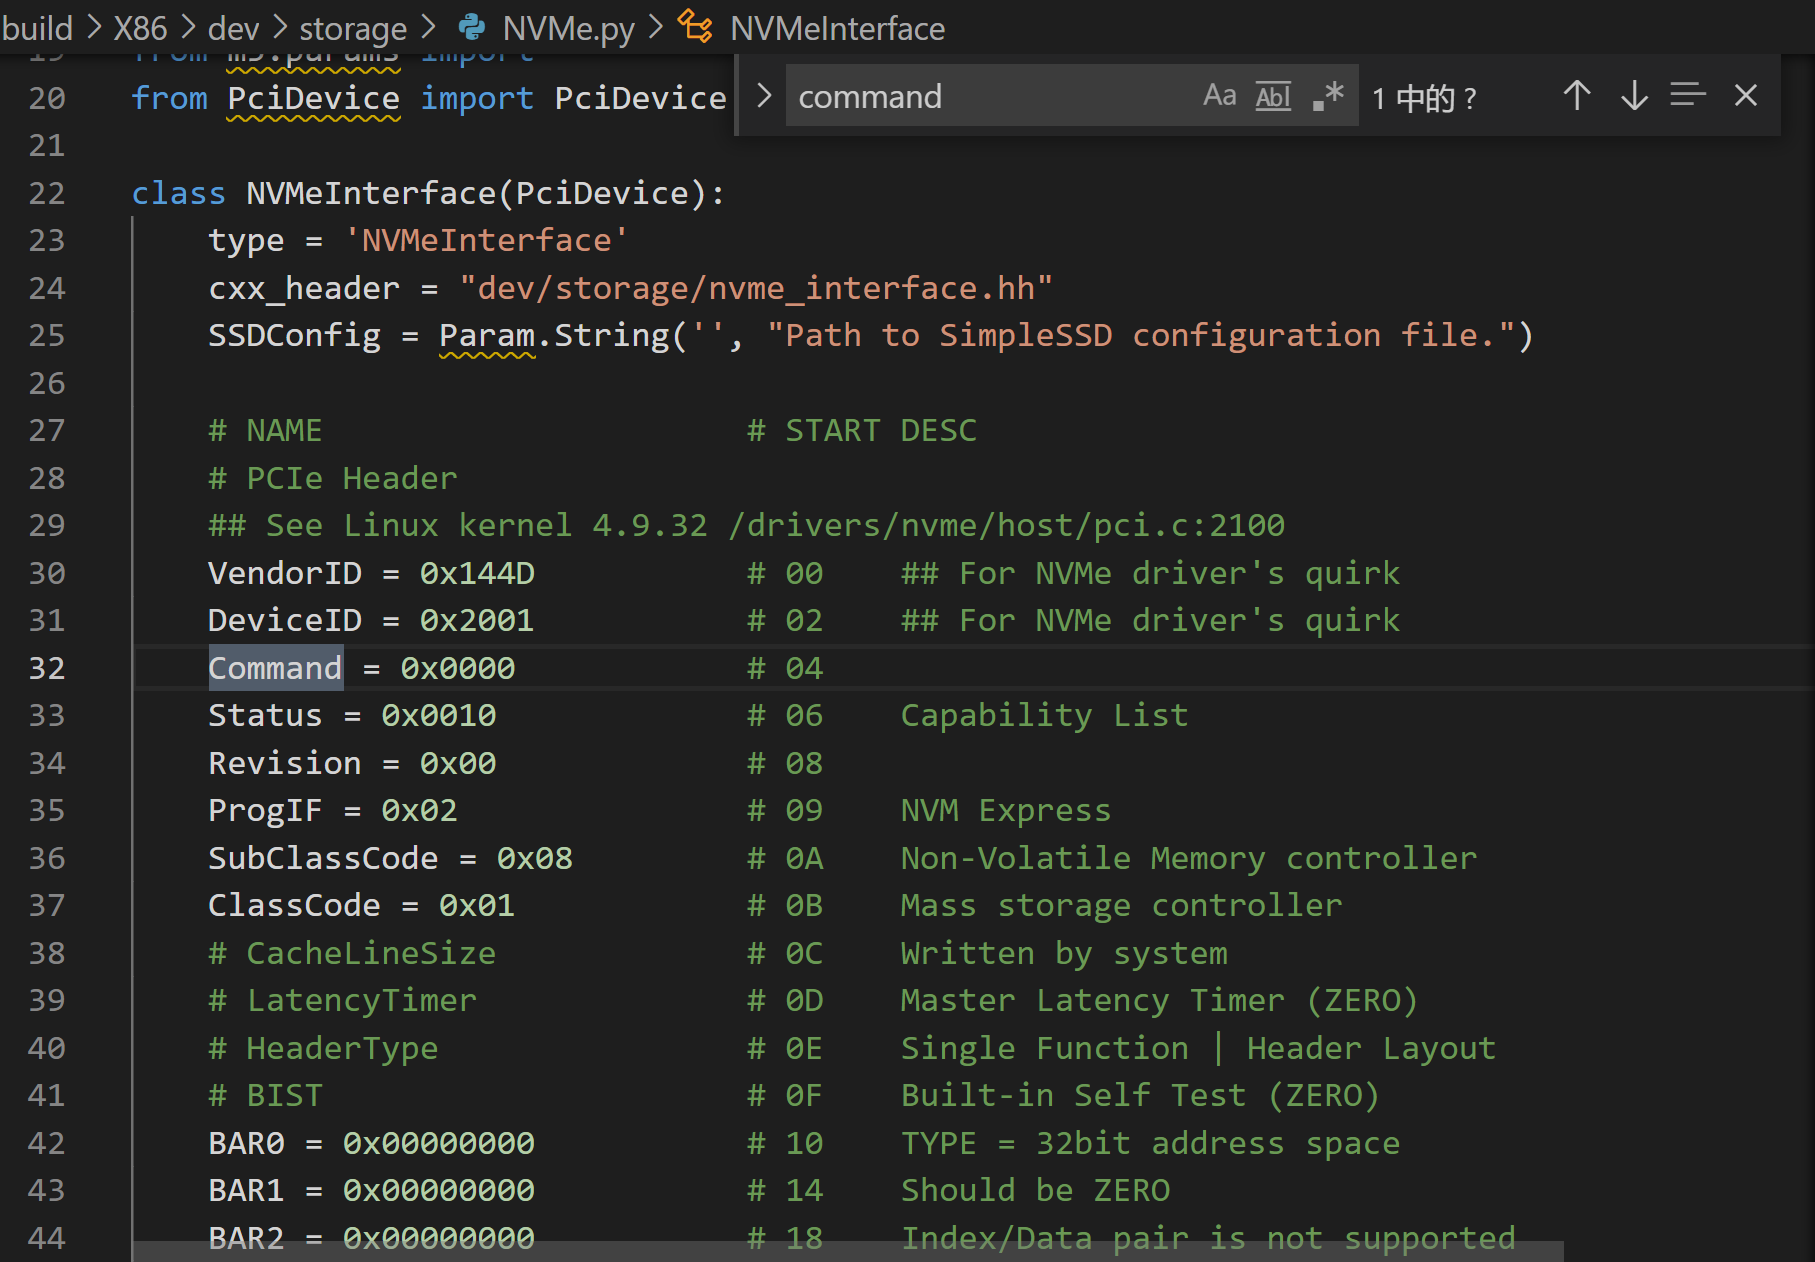 build > X86 > dev > storage > NVMe.py > NVMeInterface
19 from m5.params import
command Aa Abl .* 1 中的 ?
20 from PciDevice import PciDevice
21
22 class NVMeInterface(PciDevice):
23 type = 'NVMeInterface'
24 cxx_header = "dev/storage/nvme_interface.hh"
25 SSDConfig = Param.String('', "Path to SimpleSSD configuration file.")
26
27 # NAME # START DESC
28 # PCIe Header
29 ## See Linux kernel 4.9.32 /drivers/nvme/host/pci.c:2100
30 VendorID = 0x144D # 00 ## For NVMe driver's quirk
31 DeviceID = 0x2001 # 02 ## For NVMe driver's quirk
32 Command = 0x0000 # 04
33 Status = 0x0010 # 06 Capability List
34 Revision = 0x00 # 08
35 ProgIF = 0x02 # 09 NVM Express
36 SubClassCode = 0x08 # 0A Non-Volatile Memory controller
37 ClassCode = 0x01 # 0B Mass storage controller
38 # CacheLineSize # 0C Written by system
39 # LatencyTimer # 0D Master Latency Timer (ZERO)
40 # HeaderType # 0E Single Function | Header Layout
41 # BIST # 0F Built-in Self Test (ZERO)
42 BAR0 = 0x00000000 # 10 TYPE = 32bit address space
43 BAR1 = 0x00000000 # 14 Should be ZERO
44 BAR2 = 0x00000000 # 18 Index/Data pair is not supported